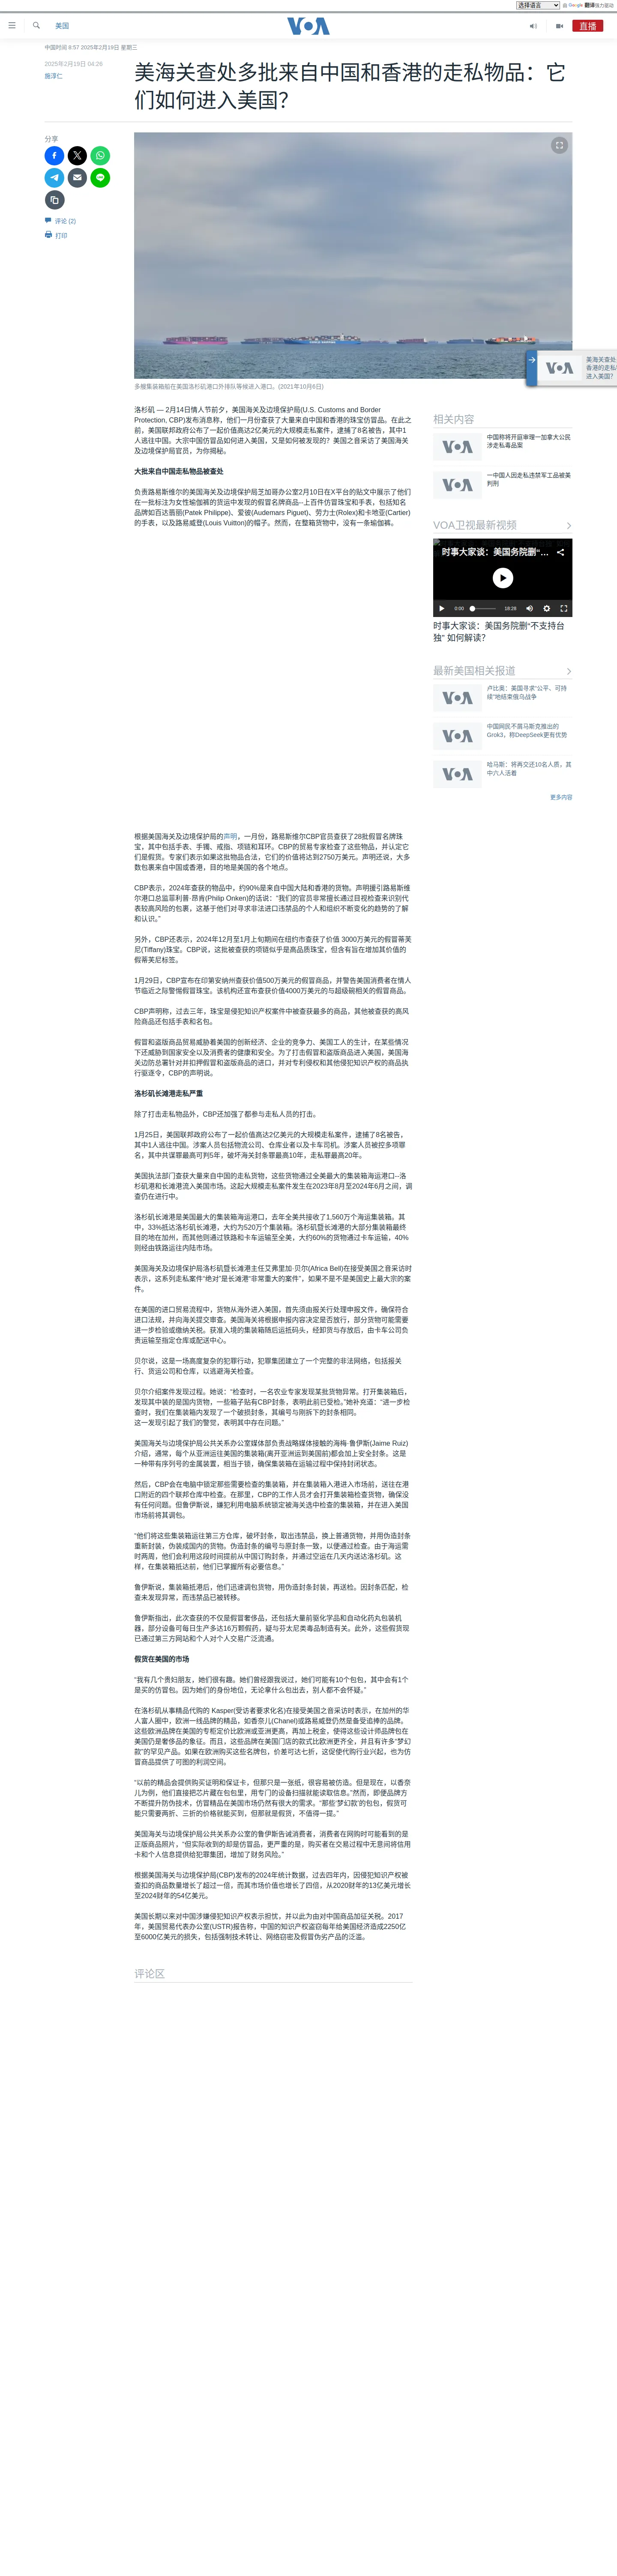 选择语言
由 Google 翻译强力驱动
美国
VOA
直播
中国时间 8:57 2025年2月19日 星期三
2025年2月19日 04:29
施淳仁
美海关查处多批来自中国和香港的走私物品：它
们如何进入美国？
分享
评论 (2)
打印
多艘集装箱船在美国洛杉矶港口外排队等候进入港口。(2021年10月6日)
美海关查处
香港的走私
进入美国？
洛杉矶 — 2月14日情人节前夕，美国海关及边境保护局(U.S. Customs and Border
Protection, CBP)发布消息称，他们一月份查获了大量来自中国和香港的珠宝仿冒品。在此之
前，美国联邦政府公布了一起价值高达2亿美元的大规模走私案件，逮捕了8名被告，其中1
人逃往中国。大宗中国仿冒品如何进入美国，又是如何被发现的？美国之音采访了美国海关
及边境保护局官员，为你揭秘。
大批来自中国走私物品被查处
负责路易斯维尔的美国海关及边境保护局芝加哥办公室2月10日在X平台的贴文中展示了他们
在一批标注为女性瑜伽裤的货运中发现的假冒名牌商品--上百件仿冒珠宝和手表，包括知名
品牌如百达翡丽(Patek Philippe)、爱彼(Audemars Piguet)、劳力士(Rolex)和卡地亚(Cartier)
的手表，以及路易威登(Louis Vuitton)的帽子。然而，在整箱货物中，没有一条瑜伽裤。
根据美国海关及边境保护局的声明，一月份，路易斯维尔CBP官员查获了28批假冒名牌珠
宝，其中包括手表、手镯、戒指、项链和耳环。CBP的贸易专家检查了这些物品，并认定它
们是假货。专家们表示如果这批物品合法，它们的价值将达到2750万美元。声明还说，大多
数包裹来自中国或香港，目的地是美国的各个地点。
CBP表示，2024年查获的物品中，约90%是来自中国大陆和香港的货物。声明援引路易斯维
尔港口总监菲利普·昂肯(Philip Onken)的话说：“我们的官员非常擅长通过目视检查来识别代
表较高风险的包裹，这基于他们对寻求非法进口违禁品的个人和组织不断变化的趋势的了解
和认识。”
另外，CBP还表示，2024年12月至1月上旬期间在纽约市查获了价值 3000万美元的假冒蒂芙
尼(Tiffany)珠宝。CBP说，这批被查获的项链似乎是高品质珠宝，但含有旨在增加其价值的
假蒂芙尼标签。
1月29日，CBP宣布在印第安纳州查获价值500万美元的假冒商品，并警告美国消费者在情人
节临近之际警惕假冒珠宝。该机构还宣布查获价值4000万美元的与超级碗相关的假冒商品。
CBP声明称，过去三年，珠宝是侵犯知识产权案件中被查获最多的商品，其他被查获的高风
险商品还包括手表和名包。
假冒和盗版商品贸易威胁着美国的创新经济、企业的竞争力、美国工人的生计，在某些情况
下还威胁到国家安全以及消费者的健康和安全。为了打击假冒和盗版商品进入美国，美国海
关边防总署针对并扣押假冒和盗版商品的进口，并对专利侵权和其他侵犯知识产权的商品执
行驱逐令，CBP的声明说。
洛杉矶长滩港走私严重
除了打击走私物品外，CBP还加强了都参与走私人员的打击。
1月25日，美国联邦政府公布了一起价值高达2亿美元的大规模走私案件，逮捕了8名被告，
其中1人逃往中国。涉案人员包括物流公司、仓库业者以及卡车司机。涉案人员被控多项罪
名，其中共谋罪最高可判5年，破坏海关封条罪最高10年，走私罪最高20年。
美国执法部门查获大量来自中国的走私货物，这些货物通过全美最大的集装箱海运港口--洛
杉矶港和长滩港流入美国市场。这起大规模走私案件发生在2023年8月至2024年6月之间，调
查仍在进行中。
洛杉矶长滩港是美国最大的集装箱海运港口，去年全美共接收了1,560万个海运集装箱。其
中，33%抵达洛杉矶长滩港，大约为520万个集装箱。洛杉矶暨长滩港的大部分集装箱最终
目的地在加州，而其他则通过铁路和卡车运输至全美，大约60%的货物通过卡车运输，40%
则经由铁路运往内陆市场。
美国海关及边境保护局洛杉矶暨长滩港主任艾弗里加·贝尔(Africa Bell)在接受美国之音采访时
表示，这系列走私案件“绝对”是长滩港“非常重大的案件”，如果不是不是美国史上最大宗的案
件。
在美国的进口贸易流程中，货物从海外进入美国，首先须由报关行处理申报文件，确保符合
进口法规，并向海关提交审查。美国海关将根据申报内容决定是否放行，部分货物可能需要
进一步检验或缴纳关税。获准入境的集装箱随后运抵码头，经卸货与存放后，由卡车公司负
责运输至指定仓库或配送中心。
贝尔说，这是一场高度复杂的犯罪行动，犯罪集团建立了一个完整的非法网络，包括报关
行、货运公司和仓库，以逃避海关检查。
贝尔介绍案件发现过程。她说：“检查时，一名农业专家发现某批货物异常。打开集装箱后，
发现其中装的是国内货物，一些箱子贴有CBP封条，表明此前已受检。”她补充道：“进一步检
查时，我们在集装箱内发现了一个破损封条，其编号与刚拆下的封条相同。
这一发现引起了我们的警觉，表明其中存在问题。”
美国海关与边境保护局公共关系办公室媒体部负责战略媒体接触的海梅·鲁伊斯(Jaime Ruiz)
介绍，通常，每个从亚洲运往美国的集装箱(离开亚洲运到美国前)都会加上安全封条。这是
一种带有序列号的金属装置，相当于锁，确保集装箱在运输过程中保持封闭状态。
然后，CBP会在电脑中锁定那些需要检查的集装箱，并在集装箱入港进入市场前，送往在港
口附近的四个联邦仓库中检查。在那里，CBP的工作人员才会打开集装箱检查货物，确保没
有任何问题。但鲁伊斯说，嫌犯利用电脑系统锁定被海关选中检查的集装箱，并在进入美国
市场前将其调包。
“他们将这些集装箱运往第三方仓库，破坏封条，取出违禁品，换上普通货物，并用伪造封条
重新封装，伪装成国内的货物。伪造封条的编号与原封条一致，以便通过检查。由于海运需
时两周，他们会利用这段时间提前从中国订购封条，并通过空运在几天内送达洛杉矶。这
样，在集装箱抵达前，他们已掌握所有必要信息。”
鲁伊斯说，集装箱抵港后，他们迅速调包货物，用伪造封条封装，再送检。因封条匹配，检
查未发现异常，而违禁品已被转移。
鲁伊斯指出，此次查获的不仅是假冒奢侈品，还包括大量前驱化学品和自动化药丸包装机
器，部分设备可每日生产多达16万颗假药，疑与芬太尼类毒品制造有关。此外，这些假货现
已通过第三方网站和个人对个人交易广泛流通。
假货在美国的市场
“我有几个贵妇朋友，她们很有趣。她们曾经跟我说过，她们可能有10个包包，其中会有1个
是买的仿冒包。因为她们的身份地位，无论拿什么包出去，别人都不会怀疑。”
在洛杉矶从事精品代购的 Kasper(受访者要求化名)在接受美国之音采访时表示，在加州的华
人富人圈中，欧洲一线品牌的精品，如香奈儿(Chanel)或路易威登仍然是备受追捧的品牌。
这些欧洲品牌在美国的专柜定价比欧洲或亚洲更高，再加上税金，使得这些设计师品牌包在
美国仍是奢侈品的象征。而且，这些品牌在美国门店的款式比欧洲更齐全，并且有许多“梦幻
款”的罕见产品。如果在欧洲购买这些名牌包，价差可达七折，这促使代购行业兴起，也为仿
冒商品提供了可图的利润空间。
“以前的精品会提供购买证明和保证卡，但那只是一张纸，很容易被仿造。但是现在，以香奈
儿为例，他们直接把芯片藏在包包里，用专门的设备扫描就能读取信息。”然而，即便品牌方
不断提升防伪技术，仿冒精品在美国市场仍然有很大的需求。“那些‘梦幻款’的包包，假货可
能只需要两折、三折的价格就能买到，但那就是假货，不值得一提。”
美国海关与边境保护局公共关系办公室的鲁伊斯告诫消费者，消费者在网购时可能看到的是
正版商品照片，“但实际收到的却是仿冒品，更严重的是，购买者在交易过程中无意间将信用
卡和个人信息提供给犯罪集团，增加了财务风险。”
根据美国海关与边境保护局(CBP)发布的2024年统计数据，过去四年内，因侵犯知识产权被
查扣的商品数量增长了超过一倍，而其市场价值也增长了四倍，从2020财年的13亿美元增长
至2024财年的54亿美元。
美国长期以来对中国涉嫌侵犯知识产权表示担忧，并以此为由对中国商品加征关税。2017
年，美国贸易代表办公室(USTR)报告称，中国的知识产权盗窃每年给美国经济造成2250亿
至6000亿美元的损失，包括强制技术转让、网络窃密及假冒伪劣产品的泛滥。
评论区
相关内容
VOA
中国称将开庭审理一加拿大公民
涉走私毒品案
VOA
一中国人因走私违禁军工品被美
判刑
VOA卫视最新视频
时事大家谈：美国务院删“...
0:00
18:28
时事大家谈：美国务院删“不支持台
独” 如何解读？
最新美国相关报道
VOA
卢比奥：美国寻求“公平、可持
续”地结束俄乌战争
VOA
中国网民不屑马斯克推出的
Grok3，称DeepSeek更有优势
VOA
哈马斯：将再交还10名人质，其
中六人活着
更多内容